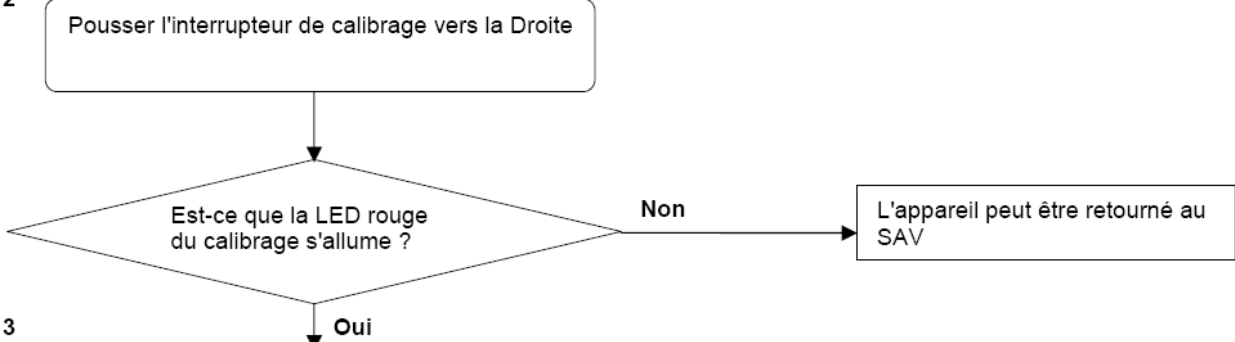 2
Pousser l'interrupteur de calibrage vers la Droite
Est-ce que la LED rouge
du calibrage s'allume ?
Non
L'appareil peut être retourné au
SAV
3
Oui